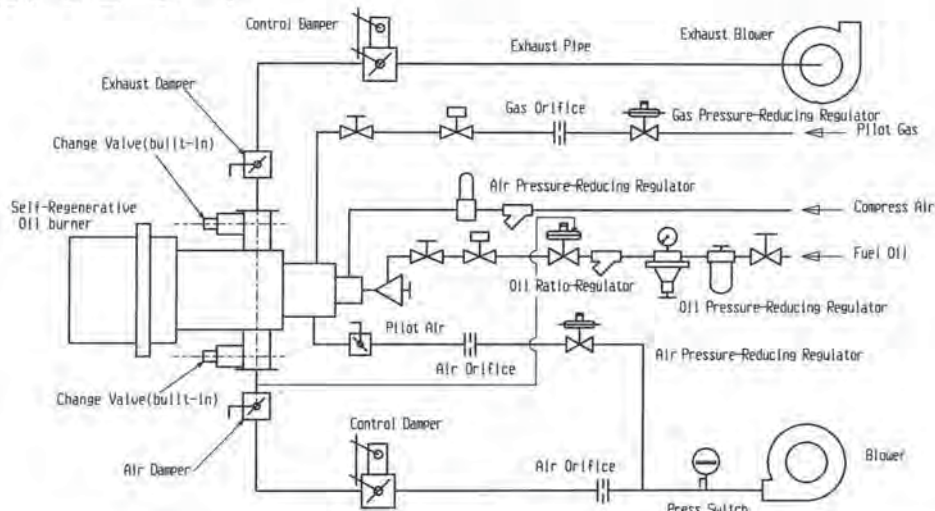 Control Damper
Exhaust Blower
Exhaust Pipe
Exhaust Damper
Gas Orifice
Gas Pressure-Reducing Regulator
Pilot Gas
Change Valve(built-in)
Air Pressure-Reducing Regulator
Self-Regenerative
Oil burner
Compress Air
Fuel Oil
Oil Ratio-Regulator
Oil Pressure-Reducing Regulator
Pilot Air
Air Orifice
Air Pressure-Reducing Regulator
Change Valve(built-in)
Control Damper
Air Orifice
Blower
Air Damper
Press Switch